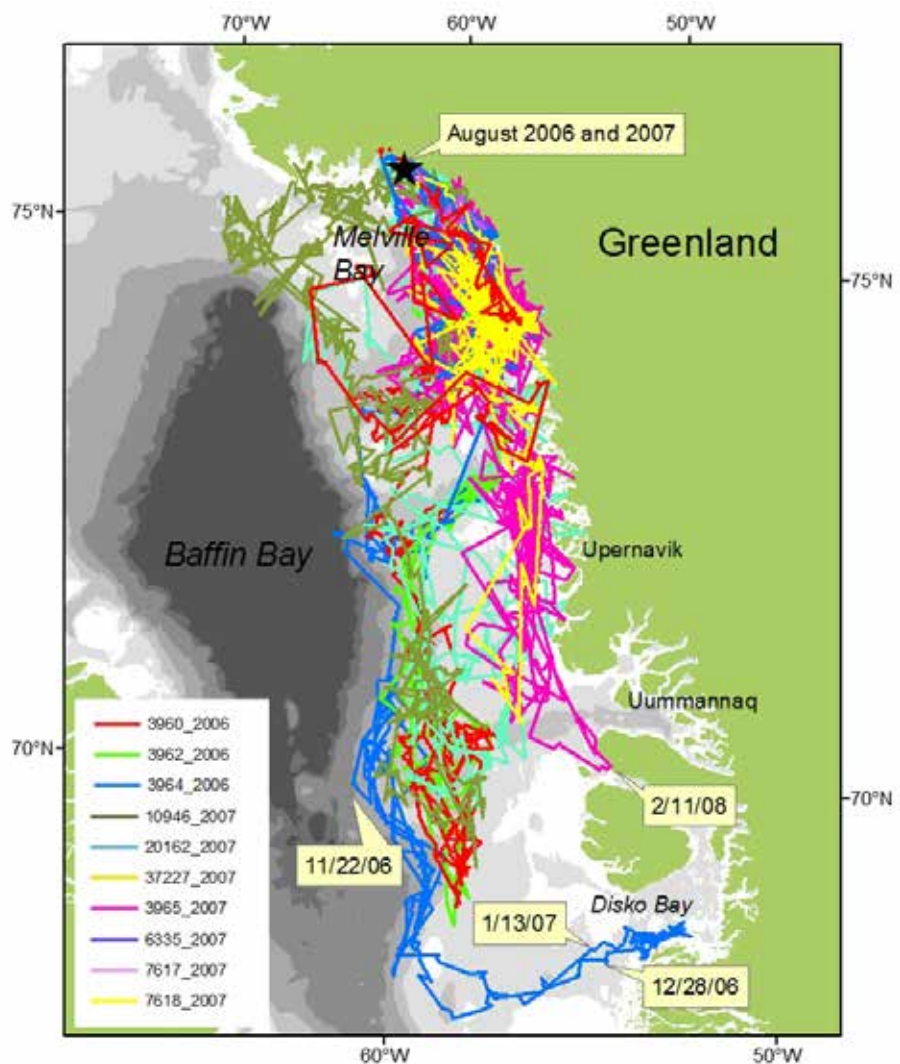 70°W
60°W
50°W
August 2006 and 2007
75°N
Melville
Bay
Greenland
75°N
Baffin Bay
Upernavik
Uummannaq
3960_2006
3962_2006
3964_2006
10946_2007
20162_2007
37227_2007
3965_2007
6335_2007
7617_2007
7618_2007
70°N
70°N
2/11/08
11/22/06
Disko Bay
1/13/07
12/28/06
60°W
50°W